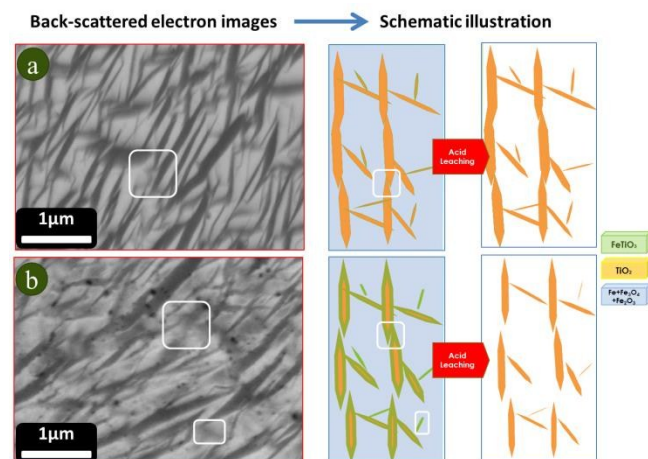 Back-scattered electron images
Schematic illustration
a
1µm
Acid
Leaching
b
1µm
Acid
Leaching
FeTiO₃
TiO₂
Fe+Fe₃O₄
+Fe₂O₃